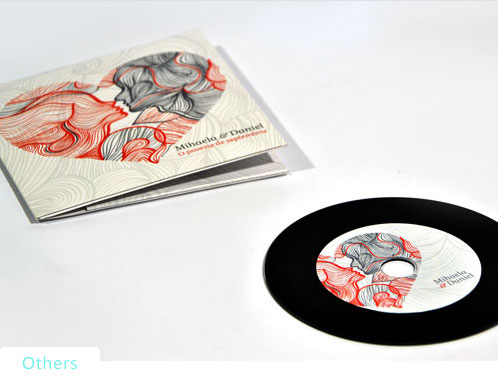 Mihaela & Daniel
O poveste de septembrie
Mihaela
& Daniel
Others